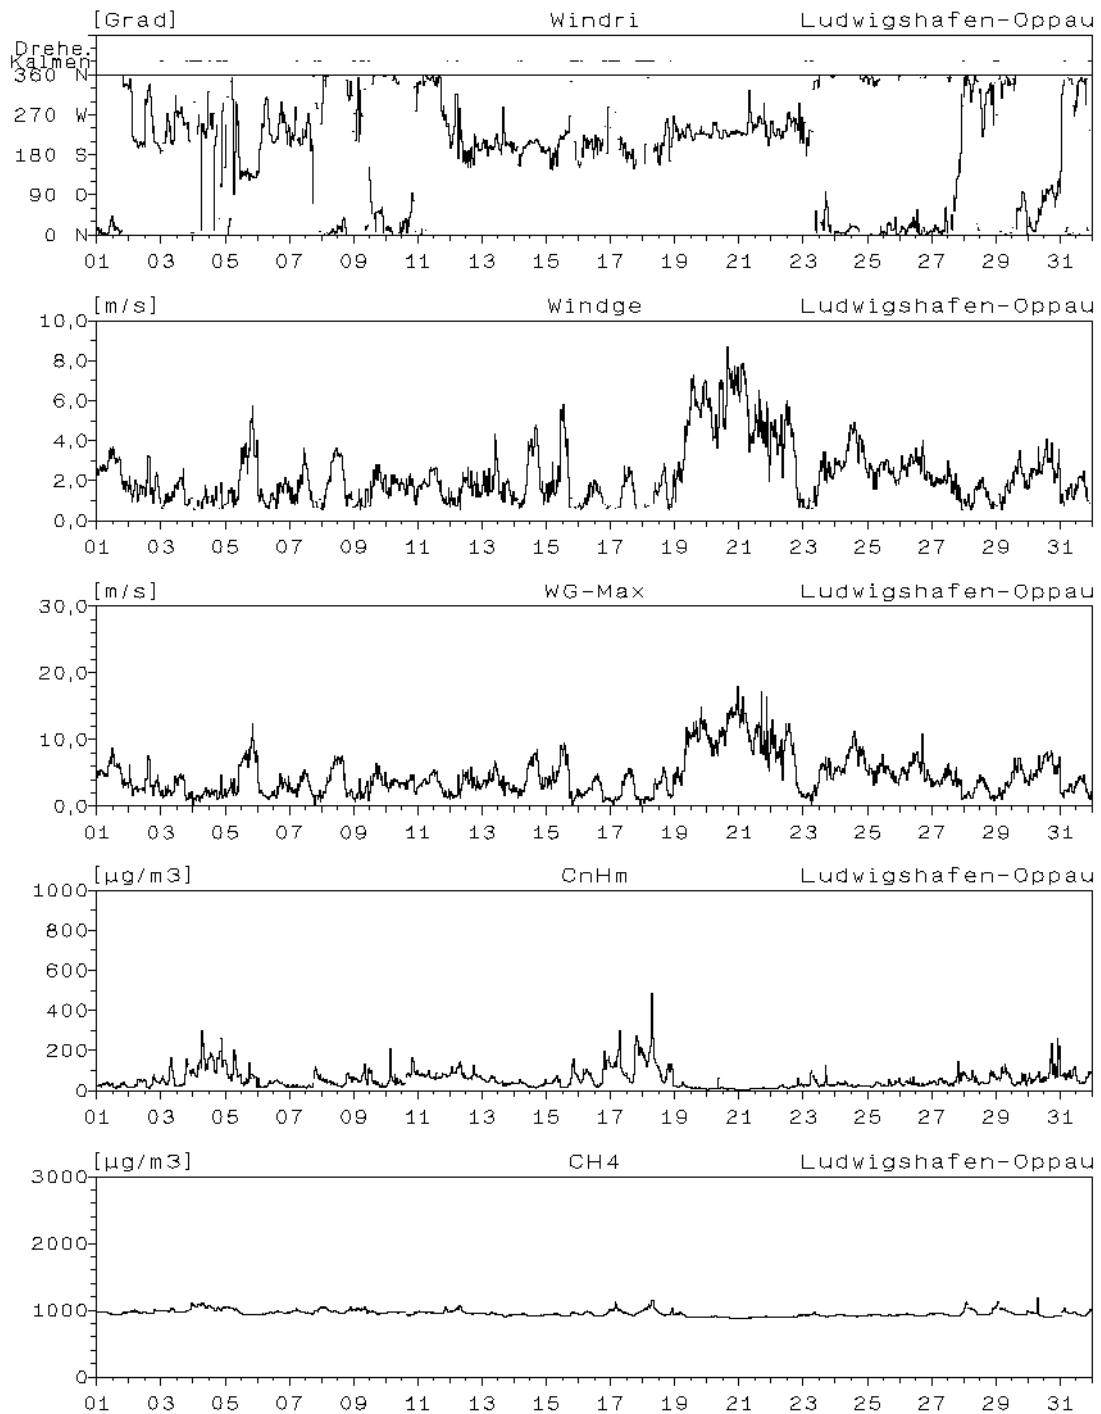 [Grad] Windri Ludwigshafen-Oppau
Drehe.
Kalmen
360 N
270 W
180 S
90 O
0 N
01 03 05 07 09 11 13 15 17 19 21 23 25 27 29 31
[m/s] Windge Ludwigshafen-Oppau
10,0
8,0
6,0
4,0
2,0
0,0
01 03 05 07 09 11 13 15 17 19 21 23 25 27 29 31
[m/s] WG-Max Ludwigshafen-Oppau
30,0
20,0
10,0
0,0
01 03 05 07 09 11 13 15 17 19 21 23 25 27 29 31
[µg/m3] CnHm Ludwigshafen-Oppau
1000
800
600
400
200
0
01 03 05 07 09 11 13 15 17 19 21 23 25 27 29 31
[µg/m3] CH4 Ludwigshafen-Oppau
3000
2000
1000
0
01 03 05 07 09 11 13 15 17 19 21 23 25 27 29 31